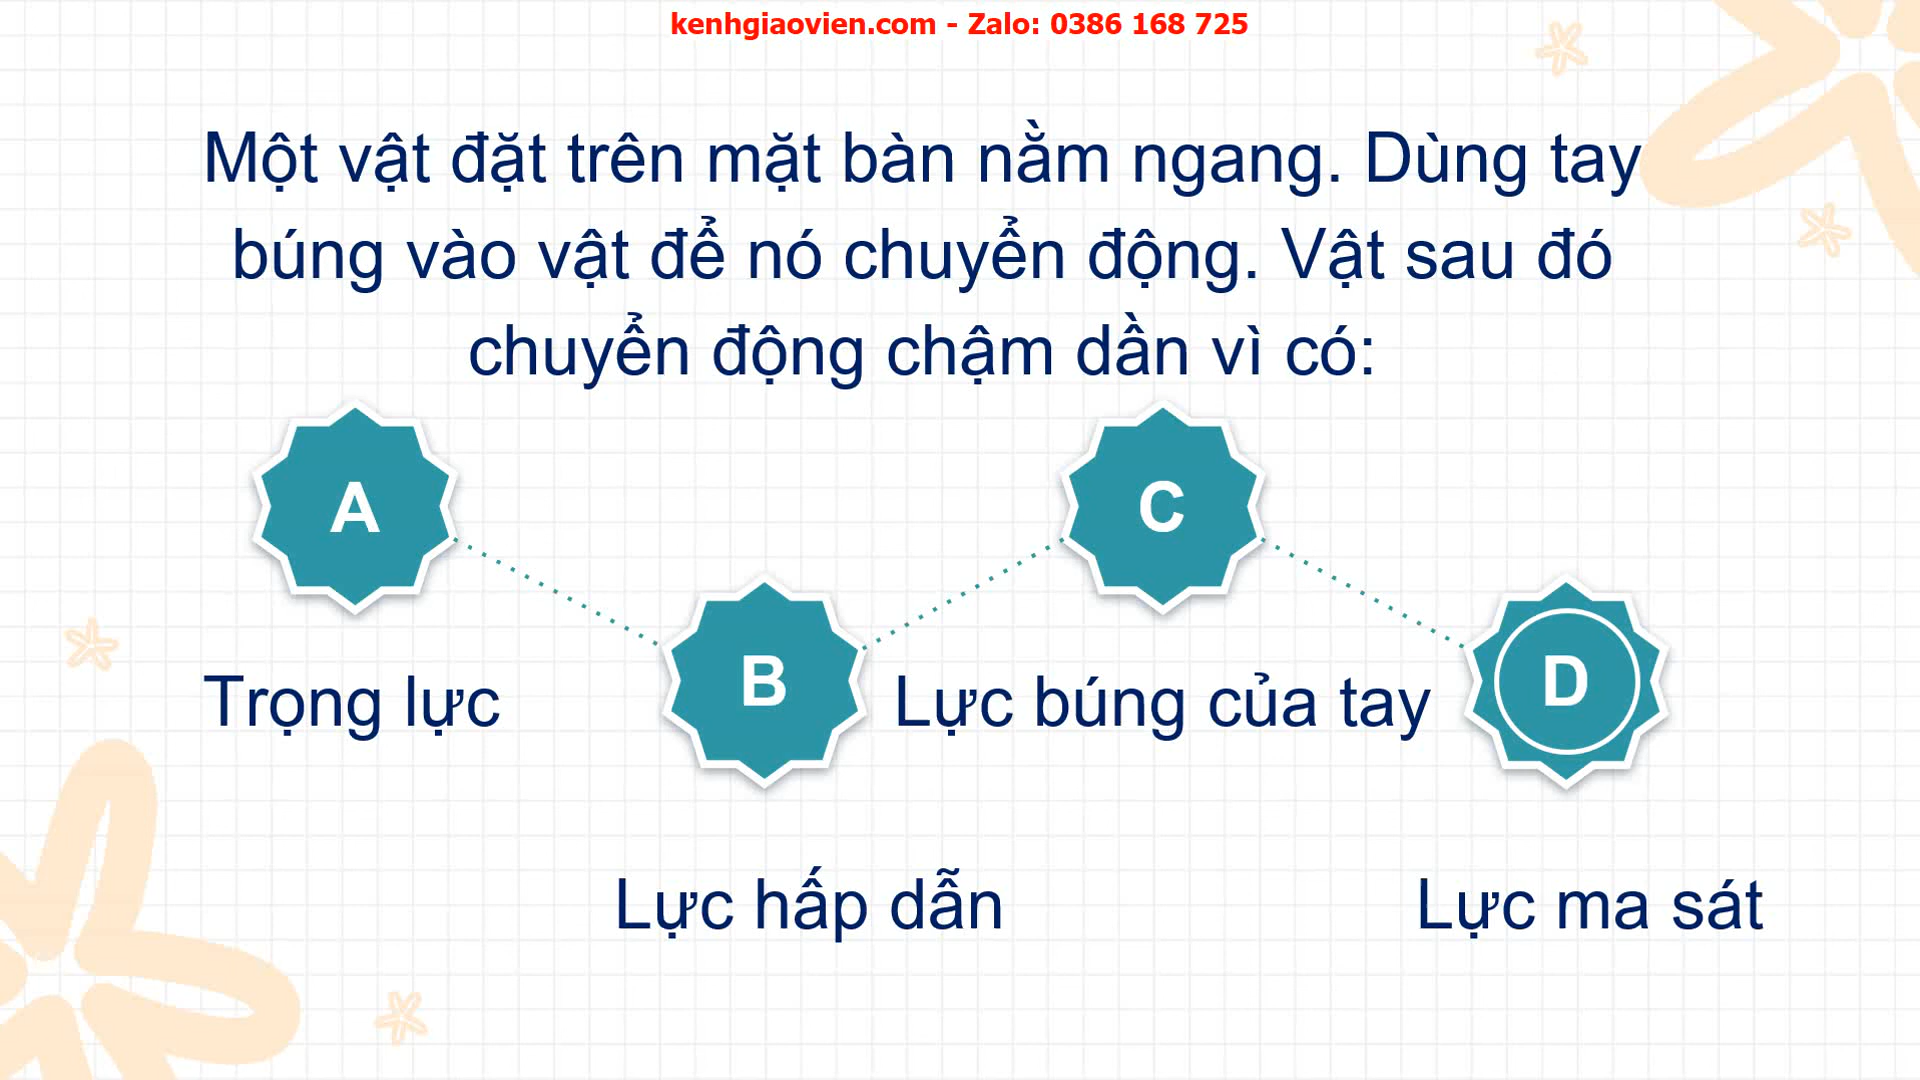 kenhgiaovien.com - Zalo: 0386 168 725
Một vật đặt trên mặt bàn nằm ngang. Dùng tay
búng vào vật để nó chuyển động. Vật sau đó
chuyển động chậm dần vì có:
A
Trọng lực
B
Lực hấp dẫn
C
Lực búng của tay
D
Lực ma sát